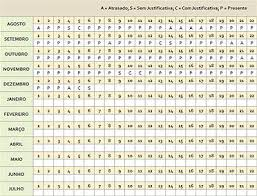 A = Atrasado, S = Sem Justificativa, C = Com Justificativa, P = Presente
AGOSTO 1 2 3 4 5 6 7 8 9 10 11 12 13 14 15 16 17 18 19 20 21 22
A P P S C
SETEMBRO 1 2 3 4 5 6 7 8 9 10 11 12 13 14 15 16 17 18 19 20 21 22
OUTUBRO 1 2 3 4 5 6 7 8 9 10 11 12 13 14 15 16 17 18 19 20 21 22
NOVEMBRO 1 2 3 4 5 6 7 8 9 10 11 12 13 14 15 16 17 18 19 20 21 22
DEZEMBRO 1 2 3 4 5 6 7 8 9 10 11 12 13 14 15 16 17 18 19 20 21 22
JANEIRO 1 2 3 4 5 6 7 8 9 10 11 12 13 14 15 16 17 18 19 20 21 22
FEVEREIRO 1 2 3 4 5 6 7 8 9 10 11 12 13 14 15 16 17 18 19 20 21 22
MARÇO 1 2 3 4 5 6 7 8 9 10 11 12 13 14 15 16 17 18 19 20 21 22
ABRIL 1 2 3 4 5 6 7 8 9 10 11 12 13 14 15 16 17 18 19 20 21 22
MAIO 1 2 3 4 5 6 7 8 9 10 11 12 13 14 15 16 17 18 19 20 21 22
JUNHO 1 2 3 4 5 6 7 8 9 10 11 12 13 14 15 16 17 18 19 20 21 22
JULHO 1 2 3 4 5 6 7 8 9 10 11 12 13 14 15 16 17 18 19 20 21 22